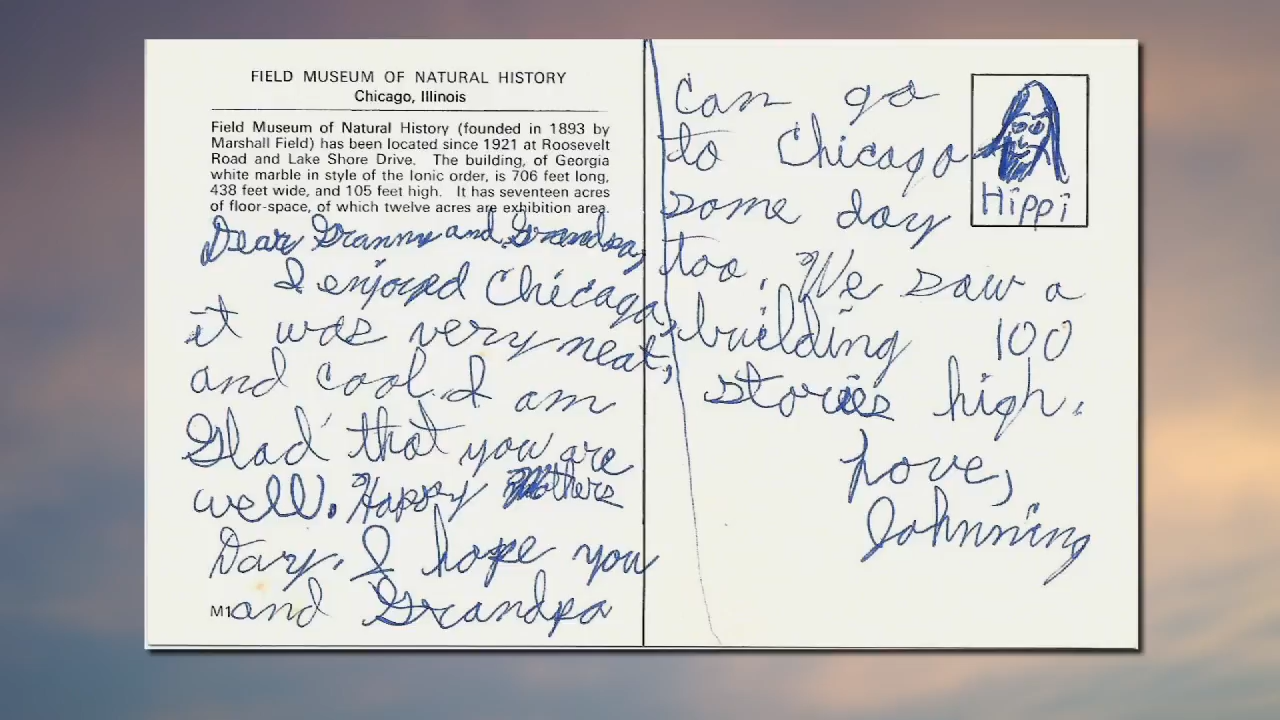 FIELD MUSEUM OF NATURAL HISTORY
Chicago, Illinois
Field Museum of Natural History (founded in 1893 by
Marshall Field) has been located since 1921 at Roosevelt
Road and Lake Shore Drive. The building, of Georgia
white marble in style of the Ionic order, is 706 feet long,
438 feet wide, and 105 feet high. It has seventeen acres
of floor-space, of which twelve acres are exhibition area.
Dear Granny and Grandpa,
I enjoyed Chicago,
it was very neat,
and cool. I am
Glad that you are
well. Happy Mothers
Day. I hope you
M1 and Grandpa
can go
to Chicago
some day
too. We saw a
building 100
stories high.
Love,
Johnniny
Hippi